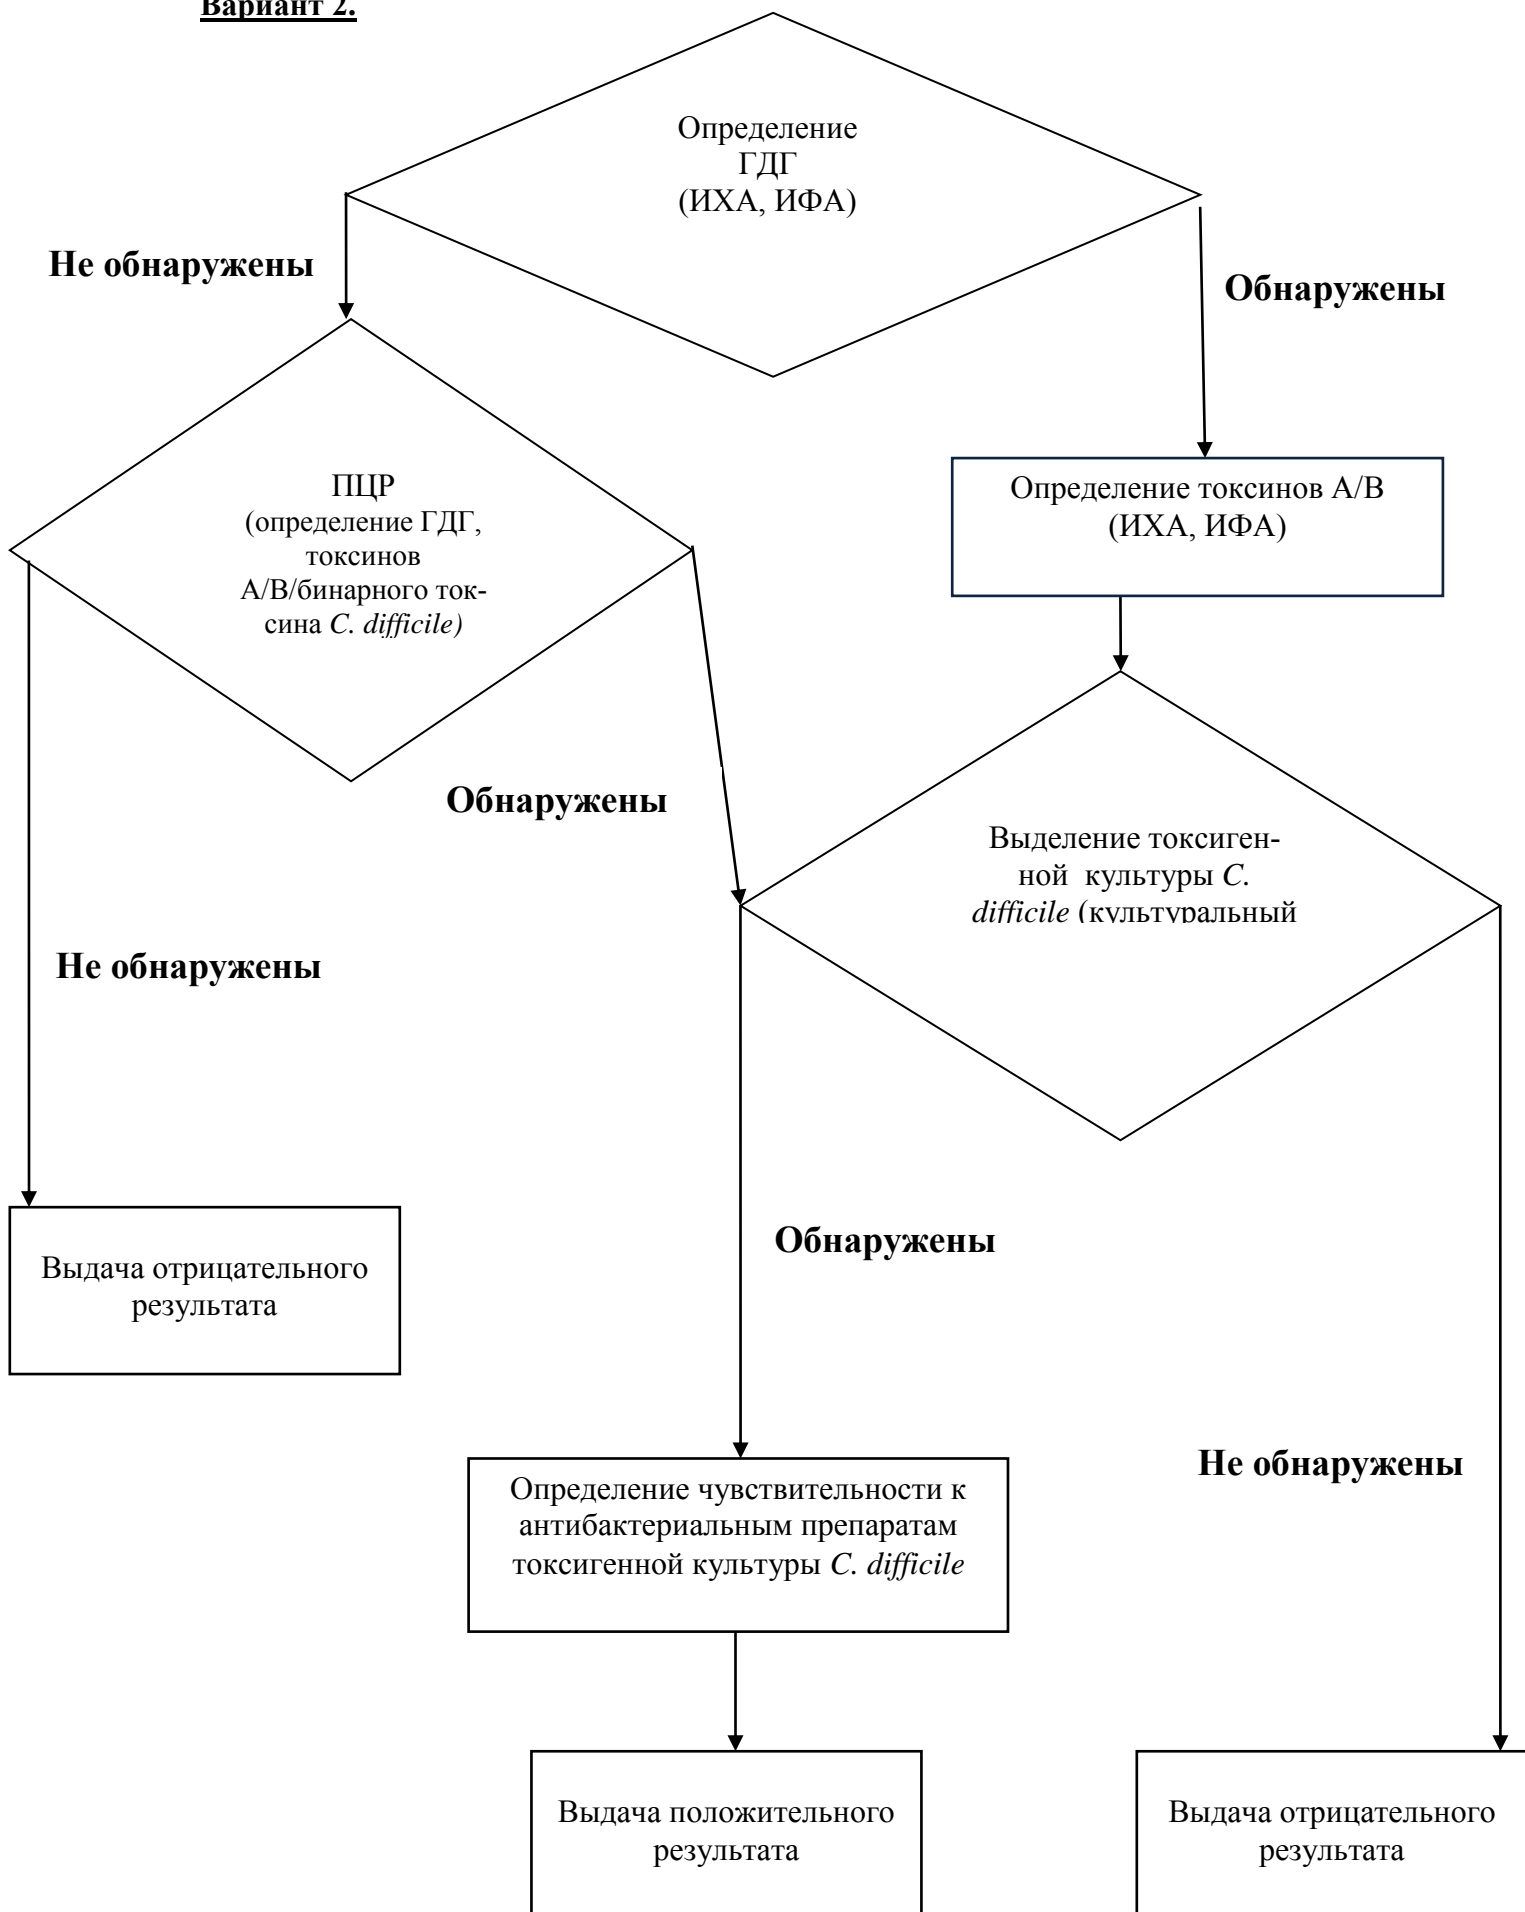 Вариант 2.
Определение
ГДГ
(ИХА, ИФА)
Не обнаружены
Обнаружены
ПЦР
(определение ГДГ,
токсинов
А/В/бинарного ток-
сина C. difficile)
Определение токсинов А/В
(ИХА, ИФА)
Обнаружены
Выделение токсиген-
ной культуры C.
difficile (культуральный
Не обнаружены
Обнаружены
Выдача отрицательного
результата
Не обнаружены
Определение чувствительности к
антибактериальным препаратам
токсигенной культуры C. difficile
Выдача положительного
результата
Выдача отрицательного
результата